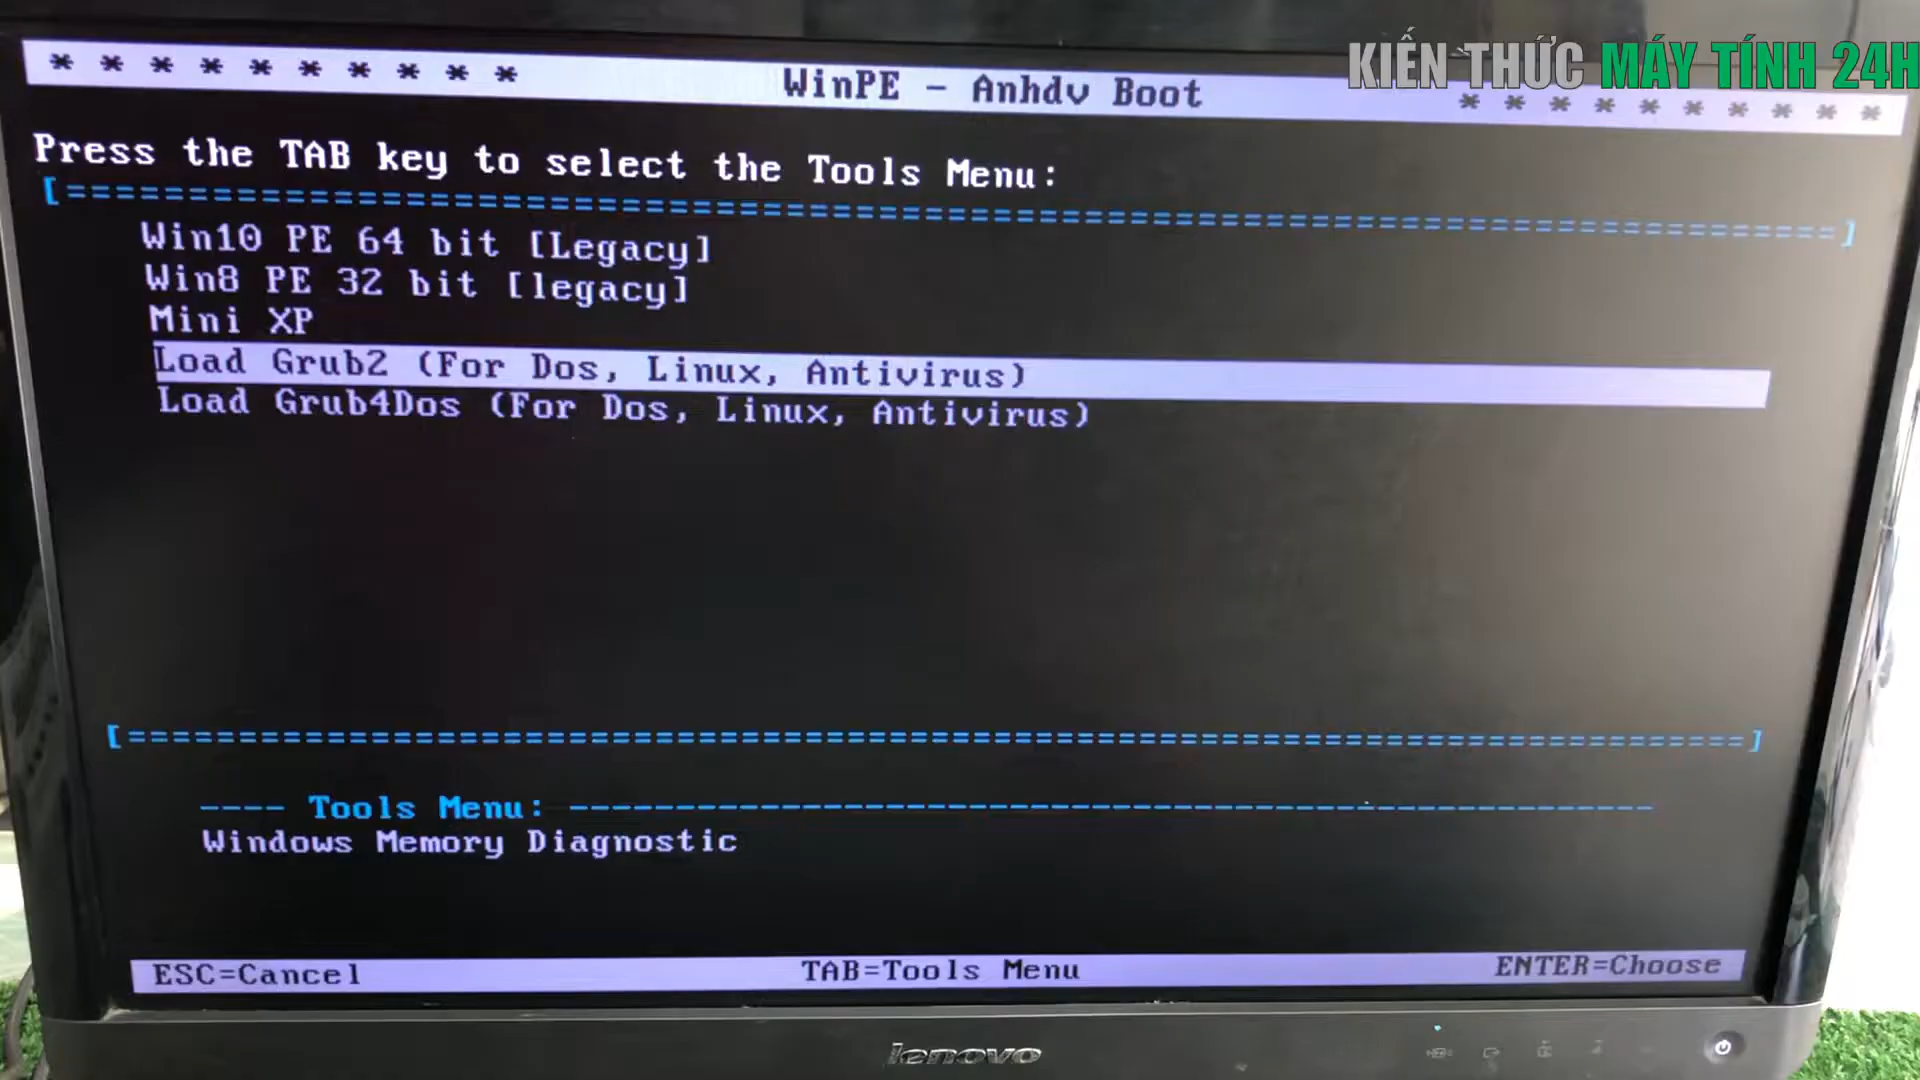 KIẾN THỨC MÁY TÍNH 24H
* * * * * * * * * * WinPE - Anhdv Boot * * * * * * * * * *
Press the TAB key to select the Tools Menu:
[==============================================================================]
Win10 PE 64 bit [Legacy]
Win8 PE 32 bit [legacy]
Mini XP
Load Grub2 (For Dos, Linux, Antivirus)
Load Grub4Dos (For Dos, Linux, Antivirus)
[==============================================================================]
---- Tools Menu: --------------------------------------------------
Windows Memory Diagnostic
ESC=Cancel TAB=Tools Menu ENTER=Choose
lenovo